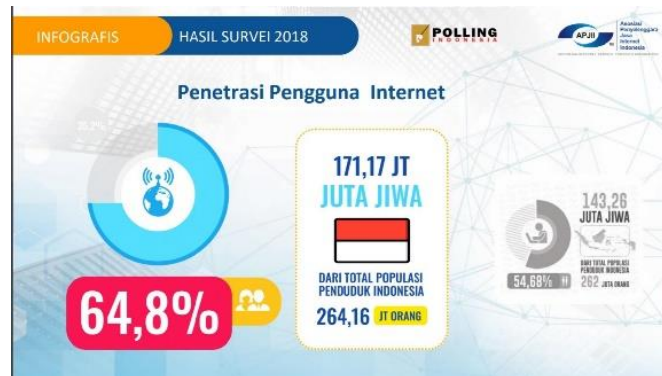 INFOGRAFIS
HASIL SURVEI 2018
POLLING
INDONESIA
APJII
Asosiasi
Penyelenggara
Jasa
Internet
Indonesia
Penetrasi Pengguna Internet
35,2%
64,8%
171,17 JT
JUTA JIWA
DARI TOTAL POPULASI
PENDUDUK INDONESIA
264,16 JT ORANG
143,26
JUTA JIWA
DARI TOTAL POPULASI
PENDUDUK INDONESIA
54,68%
262 JUTA ORANG